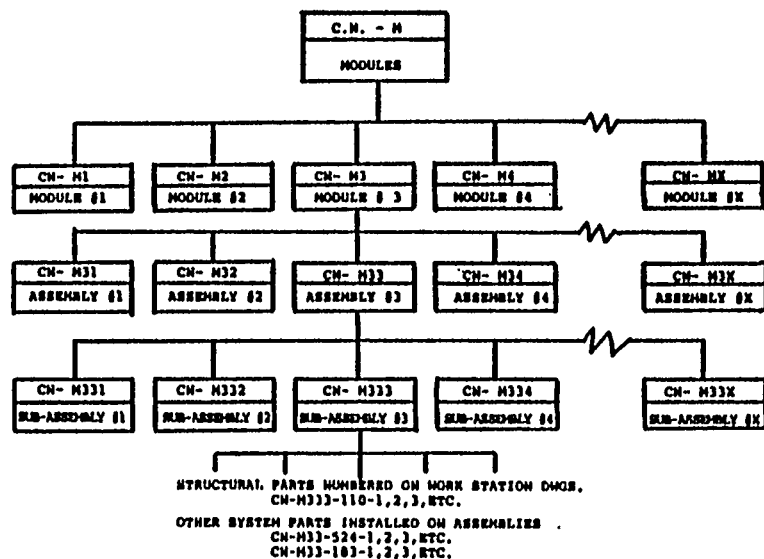 C.N. - M
MODULES
CN- M1
MODULE #1
CN- M2
MODULE #2
CN- M3
MODULE # 3
CN- M4
MODULE #4
CN- MX
MODULE #X
CN- M31
ASSEMBLY #1
CN- M32
ASSEMBLY #2
CN- M33
ASSEMBLY #3
CN- M34
ASSEMBLY #4
CN- M3X
ASSEMBLY #X
CN- M331
SUB-ASSEMBLY #1
CN- M332
SUB-ASSEMBLY #2
CN- M333
SUB-ASSEMBLY #3
CN- M334
SUB-ASSEMBLY #4
CN- M33X
SUB-ASSEMBLY #X
STRUCTURAL PARTS NUMBERED ON WORK STATION DWGS.
CN-M333-110-1,2,3,ETC.
OTHER SYSTEM PARTS INSTALLED ON ASSEMBLIES .
CN-M33-524-1,2,3,ETC.
CN-M33-183-1,2,3,ETC.